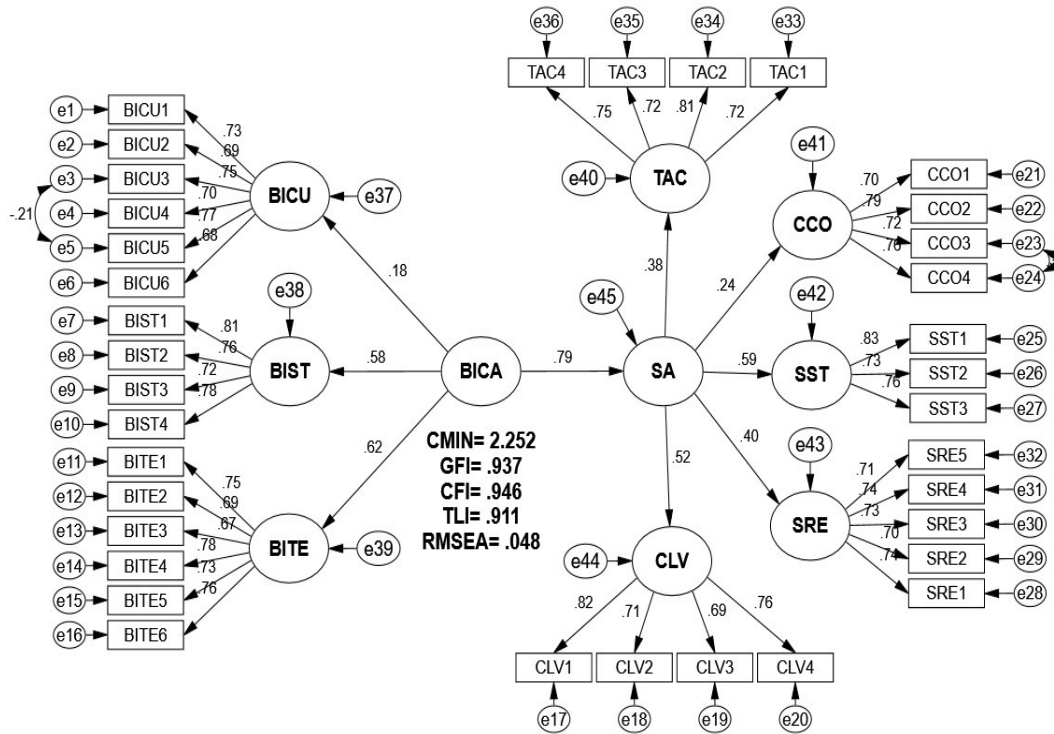 e36
e35
e34
e33
TAC4
TAC3
TAC2
TAC1
.75
.72
.81
.72
TAC
e40
e1
BICU1
e2
BICU2
e3
BICU3
e4
BICU4
e5
BICU5
e6
BICU6
-.21
.73
.69
.75
.70
.77
.68
BICU
e37
.18
e38
e7
BIST1
e8
BIST2
e9
BIST3
e10
BIST4
.81
.76
.72
.78
BIST
.58
BICA
.79
e45
SA
.38
.24
.59
.40
.52
.62
e11
BITE1
e12
BITE2
e13
BITE3
e14
BITE4
e15
BITE5
e16
BITE6
.75
.69
.67
.78
.73
.76
BITE
e39
CMIN= 2.252
GFI= .937
CFI= .946
TLI= .911
RMSEA= .048
e41
CCO
.70
.79
.72
.76
CCO1
e21
CCO2
e22
CCO3
e23
CCO4
e24
e42
SST
.83
.73
.76
SST1
e25
SST2
e26
SST3
e27
e43
SRE
.71
.74
.73
.70
.74
SRE5
e32
SRE4
e31
SRE3
e30
SRE2
e29
SRE1
e28
e44
CLV
.82
.71
.69
.76
CLV1
CLV2
CLV3
CLV4
e17
e18
e19
e20